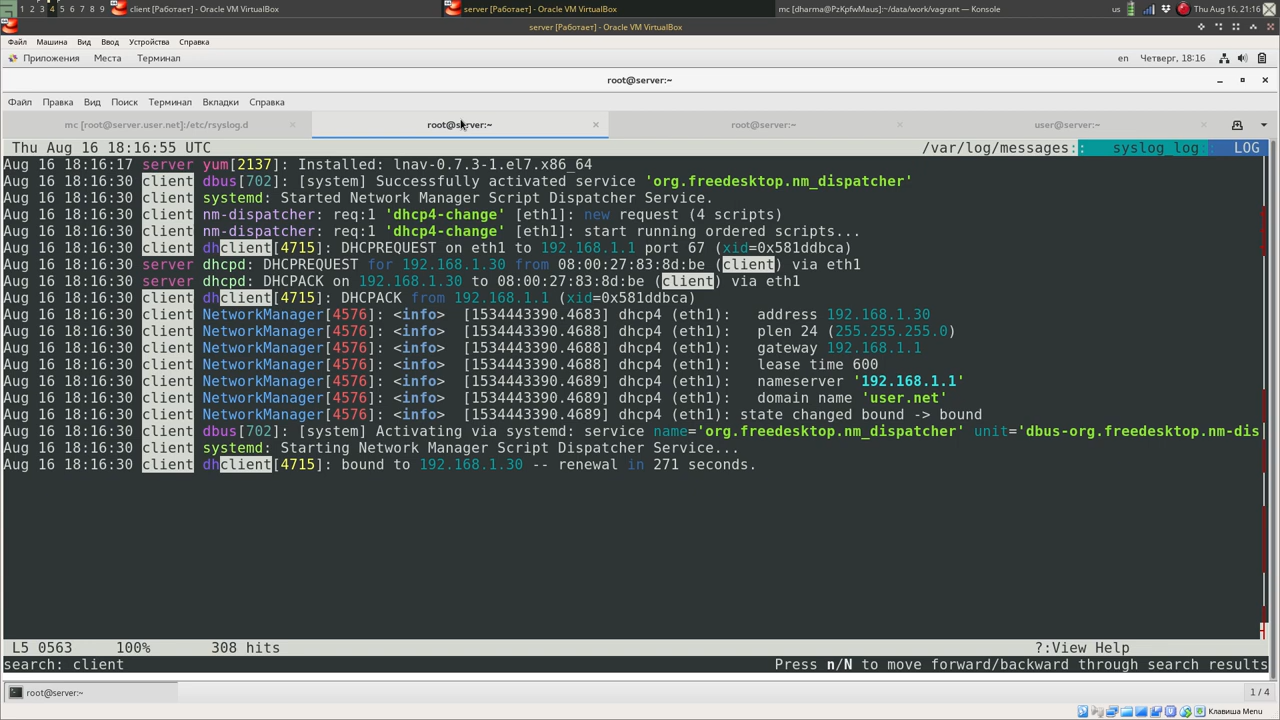 1 2 3 4 5 6 7 8 9 client [Работает] - Oracle VM VirtualBox server [Работает] - Oracle VM VirtualBox mc [dharma@PzKpfwMaus]:~/data/work/vagrant — Konsole us Thu Aug 16, 21:16
server [Работает] - Oracle VM VirtualBox
Файл Машина Вид Ввод Устройства Справка
Приложения Места Терминал en Четверг, 18:16
root@server:~
Файл Правка Вид Поиск Терминал Вкладки Справка
mc [root@server.user.net]:/etc/rsyslog.d root@server:~ root@server:~ user@server:~
Thu Aug 16 18:16:55 UTC /var/log/messages: syslog_log: LOG
Aug 16 18:16:17 server yum[2137]: Installed: lnav-0.7.3-1.el7.x86_64
Aug 16 18:16:30 client dbus[702]: [system] Successfully activated service 'org.freedesktop.nm_dispatcher'
Aug 16 18:16:30 client systemd: Started Network Manager Script Dispatcher Service.
Aug 16 18:16:30 client nm-dispatcher: req:1 'dhcp4-change' [eth1]: new request (4 scripts)
Aug 16 18:16:30 client nm-dispatcher: req:1 'dhcp4-change' [eth1]: start running ordered scripts...
Aug 16 18:16:30 client dhclient[4715]: DHCPREQUEST on eth1 to 192.168.1.1 port 67 (xid=0x581ddbca)
Aug 16 18:16:30 server dhcpd: DHCPREQUEST for 192.168.1.30 from 08:00:27:83:8d:be (client) via eth1
Aug 16 18:16:30 server dhcpd: DHCPACK on 192.168.1.30 to 08:00:27:83:8d:be (client) via eth1
Aug 16 18:16:30 client dhclient[4715]: DHCPACK from 192.168.1.1 (xid=0x581ddbca)
Aug 16 18:16:30 client NetworkManager[4576]: <info>  [1534443390.4683] dhcp4 (eth1):   address 192.168.1.30
Aug 16 18:16:30 client NetworkManager[4576]: <info>  [1534443390.4688] dhcp4 (eth1):   plen 24 (255.255.255.0)
Aug 16 18:16:30 client NetworkManager[4576]: <info>  [1534443390.4688] dhcp4 (eth1):   gateway 192.168.1.1
Aug 16 18:16:30 client NetworkManager[4576]: <info>  [1534443390.4688] dhcp4 (eth1):   lease time 600
Aug 16 18:16:30 client NetworkManager[4576]: <info>  [1534443390.4689] dhcp4 (eth1):   nameserver '192.168.1.1'
Aug 16 18:16:30 client NetworkManager[4576]: <info>  [1534443390.4689] dhcp4 (eth1):   domain name 'user.net'
Aug 16 18:16:30 client NetworkManager[4576]: <info>  [1534443390.4689] dhcp4 (eth1): state changed bound -> bound
Aug 16 18:16:30 client dbus[702]: [system] Activating via systemd: service name='org.freedesktop.nm_dispatcher' unit='dbus-org.freedesktop.nm-dis
Aug 16 18:16:30 client systemd: Starting Network Manager Script Dispatcher Service...
Aug 16 18:16:30 client dhclient[4715]: bound to 192.168.1.30 -- renewal in 271 seconds.
L5 0563 100% 308 hits ?:View Help
search: client Press n/N to move forward/backward through search results
root@server:~ 1 / 4
Клавиша Menu